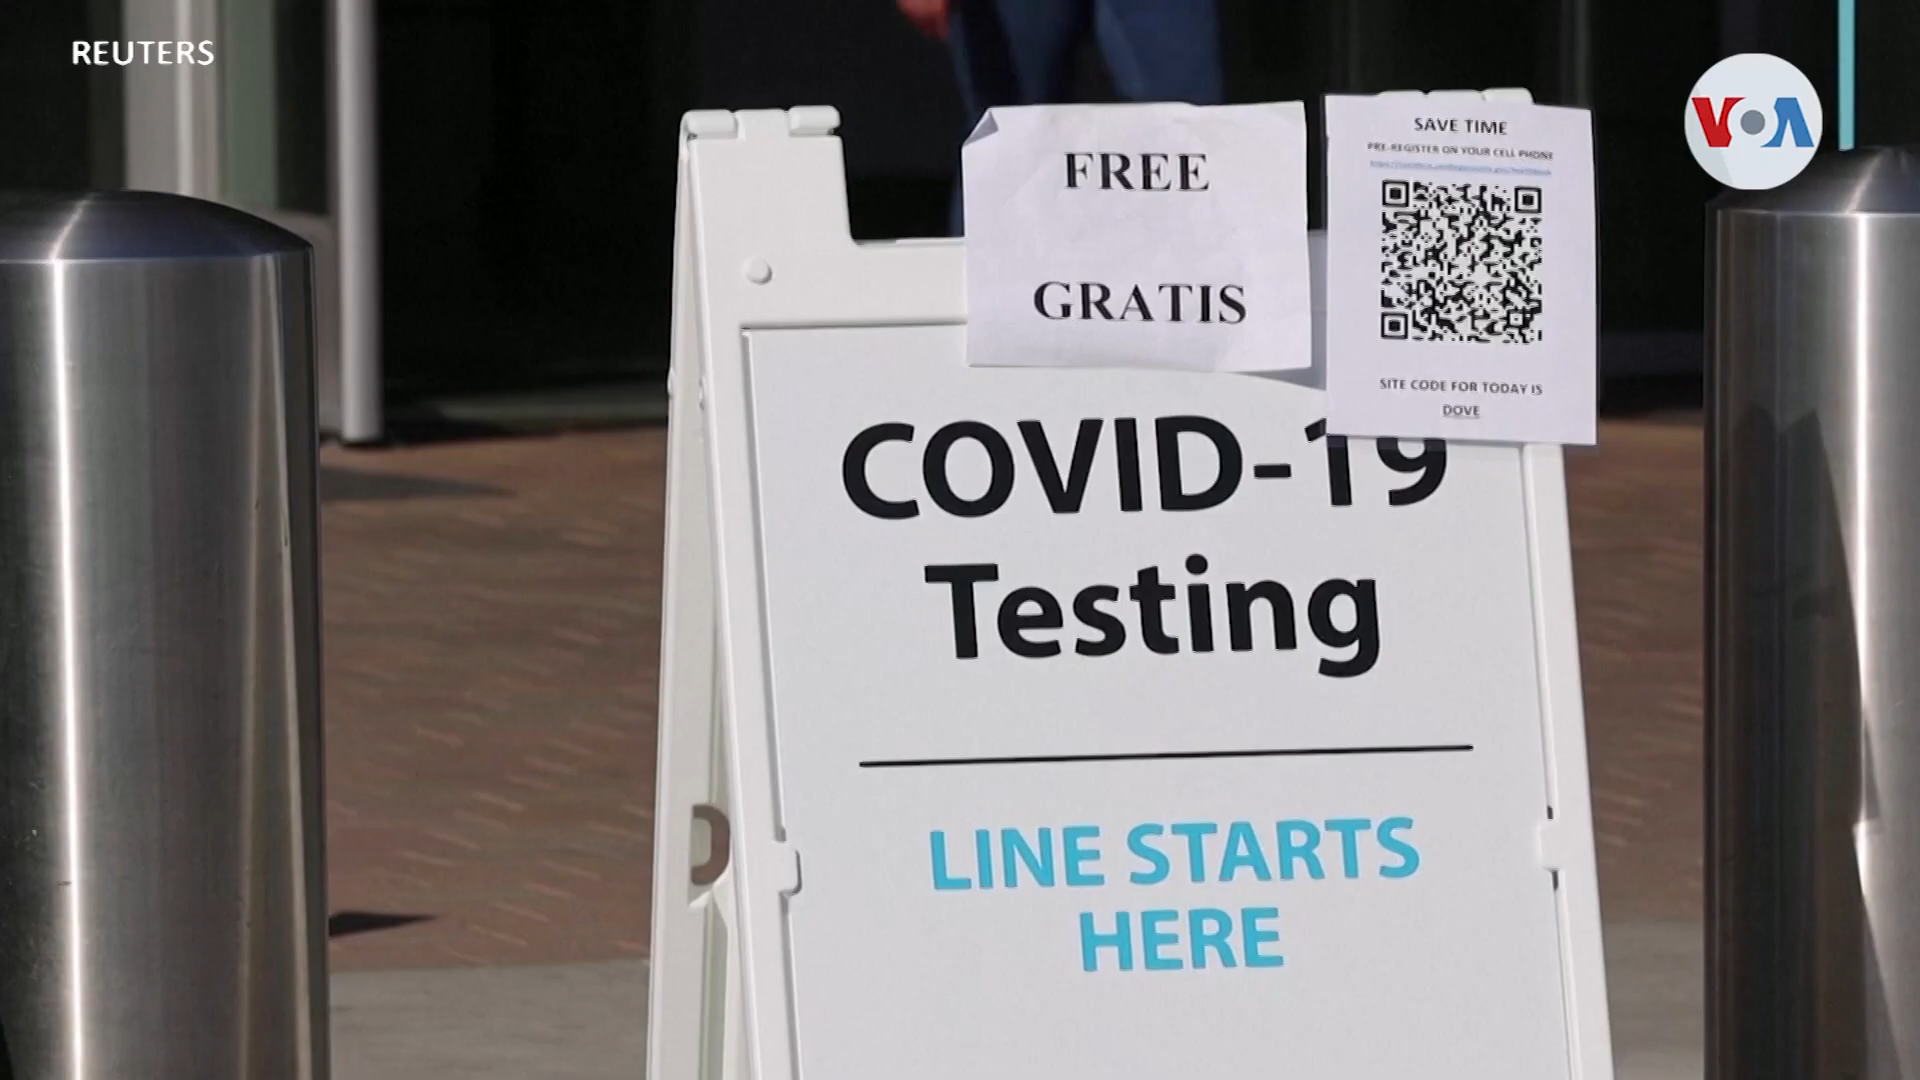 REUTERS
VOA
FREE
GRATIS
SAVE TIME
PRE-REGISTER ON YOUR CELL PHONE
SITE CODE FOR TODAY IS
DOVE
COVID-19
Testing
LINE STARTS
HERE